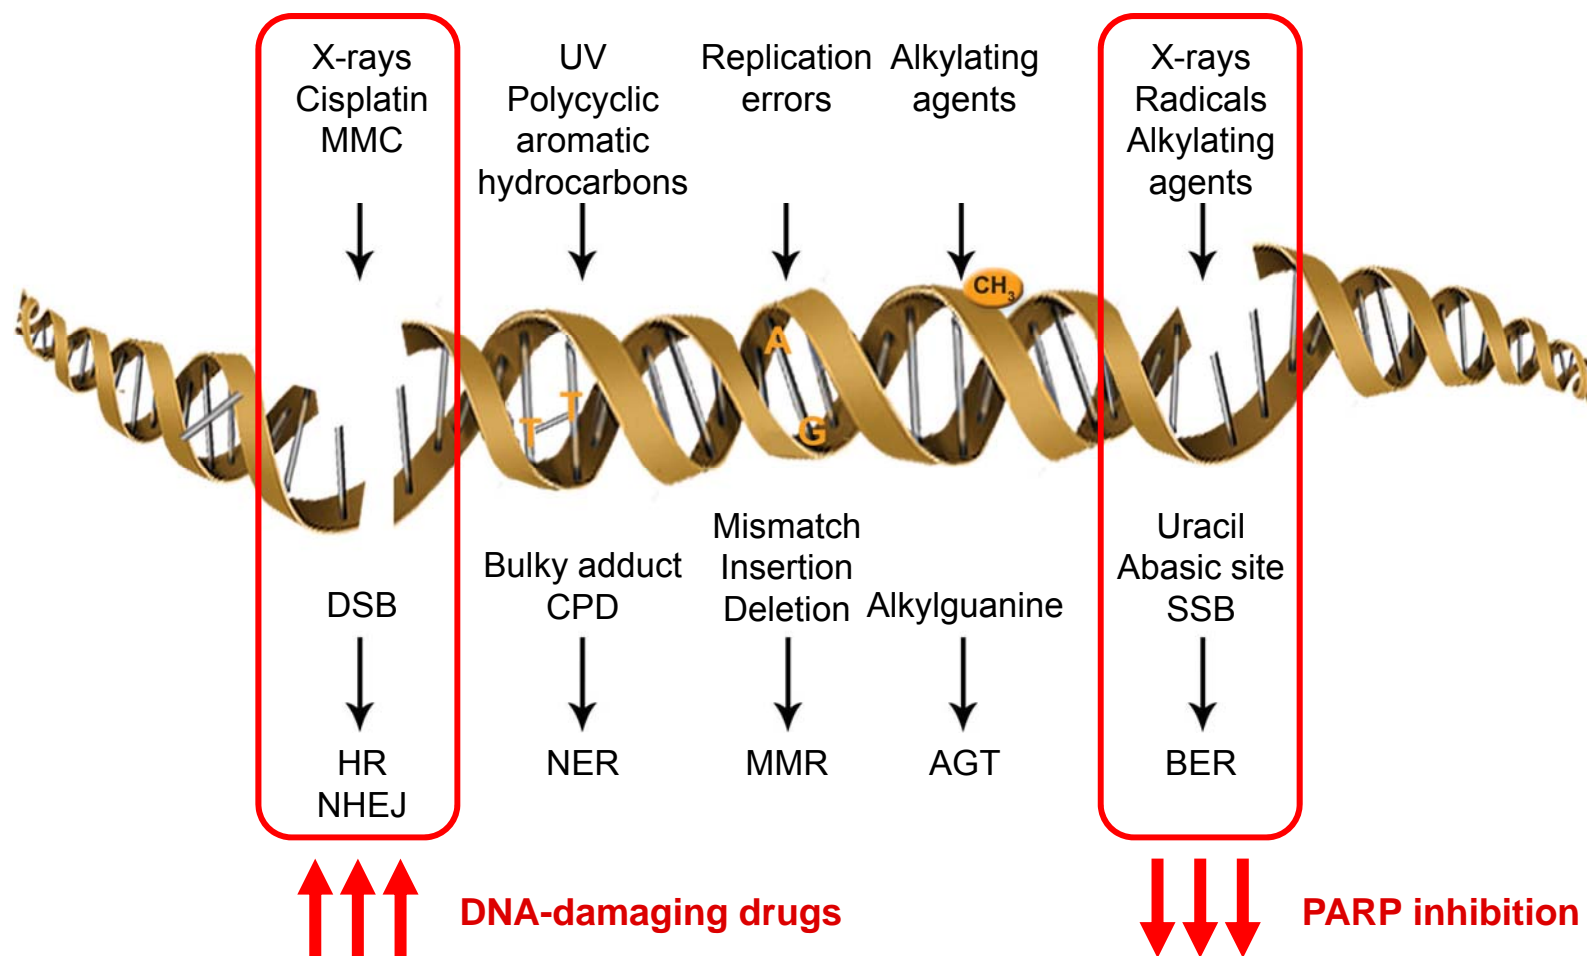 X-rays
Cisplatin
MMC
UV
Polycyclic
aromatic
hydrocarbons
Replication
errors
Alkylating
agents
X-rays
Radicals
Alkylating
agents
CH₃
A
T
T
G
DSB
Bulky adduct
CPD
Mismatch
Insertion
Deletion
Alkylguanine
Uracil
Abasic site
SSB
HR
NHEJ
NER
MMR
AGT
BER
DNA-damaging drugs
PARP inhibition